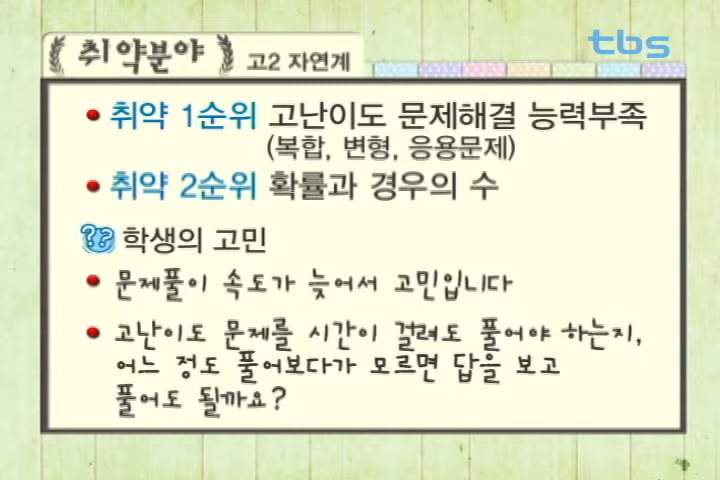 tbs
취약분야 고2 자연계
취약 1순위 고난이도 문제해결 능력부족
(복합, 변형, 응용문제)
취약 2순위 확률과 경우의 수
?? 학생의 고민
문제풀이 속도가 늦어서 고민입니다
고난이도 문제를 시간이 걸려도 풀어야 하는지,
어느 정도 풀어보다가 모르면 답을 보고
풀어도 될까요?